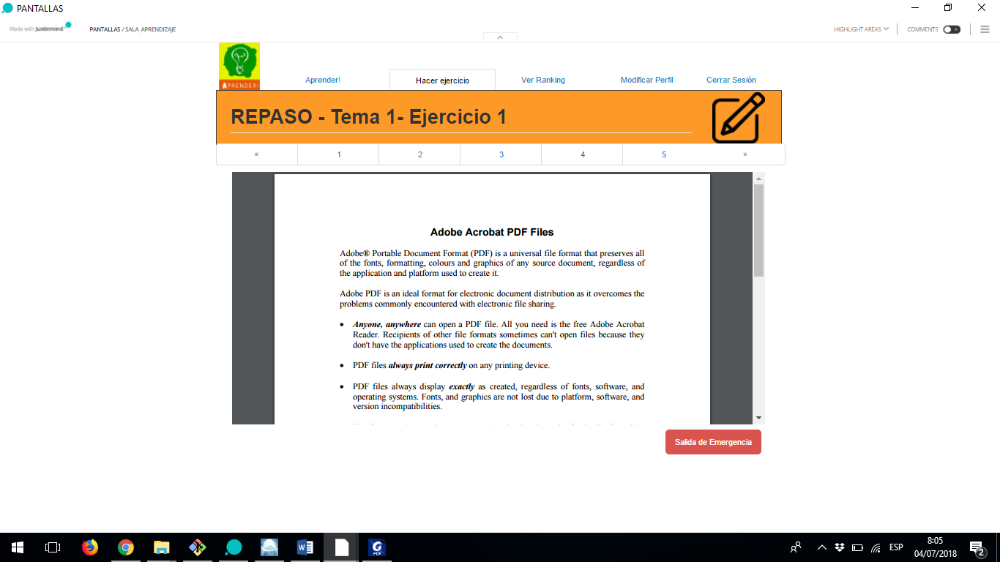 PANTALLAS
Made with justinmind
PANTALLAS / SALA_APRENDIZAJE
HIGHLIGHT AREAS
COMMENTS
APRENDER!
Aprender!
Hacer ejercicio
Ver Ranking
Modificar Perfil
Cerrar Sesión
REPASO - Tema 1- Ejercicio 1
« 1 2 3 4 5 »
Adobe Acrobat PDF Files
Adobe® Portable Document Format (PDF) is a universal file format that preserves all
of the fonts, formatting, colours and graphics of any source document, regardless of
the application and platform used to create it.
Adobe PDF is an ideal format for electronic document distribution as it overcomes the
problems commonly encountered with electronic file sharing.
• Anyone, anywhere can open a PDF file. All you need is the free Adobe Acrobat
Reader. Recipients of other file formats sometimes can't open files because they
don't have the applications used to create the documents.
• PDF files always print correctly on any printing device.
• PDF files always display exactly as created, regardless of fonts, software, and
operating systems. Fonts, and graphics are not lost due to platform, software, and
version incompatibilities.
Salida de Emergencia
G
PDF
ESP
8:05
04/07/2018
2